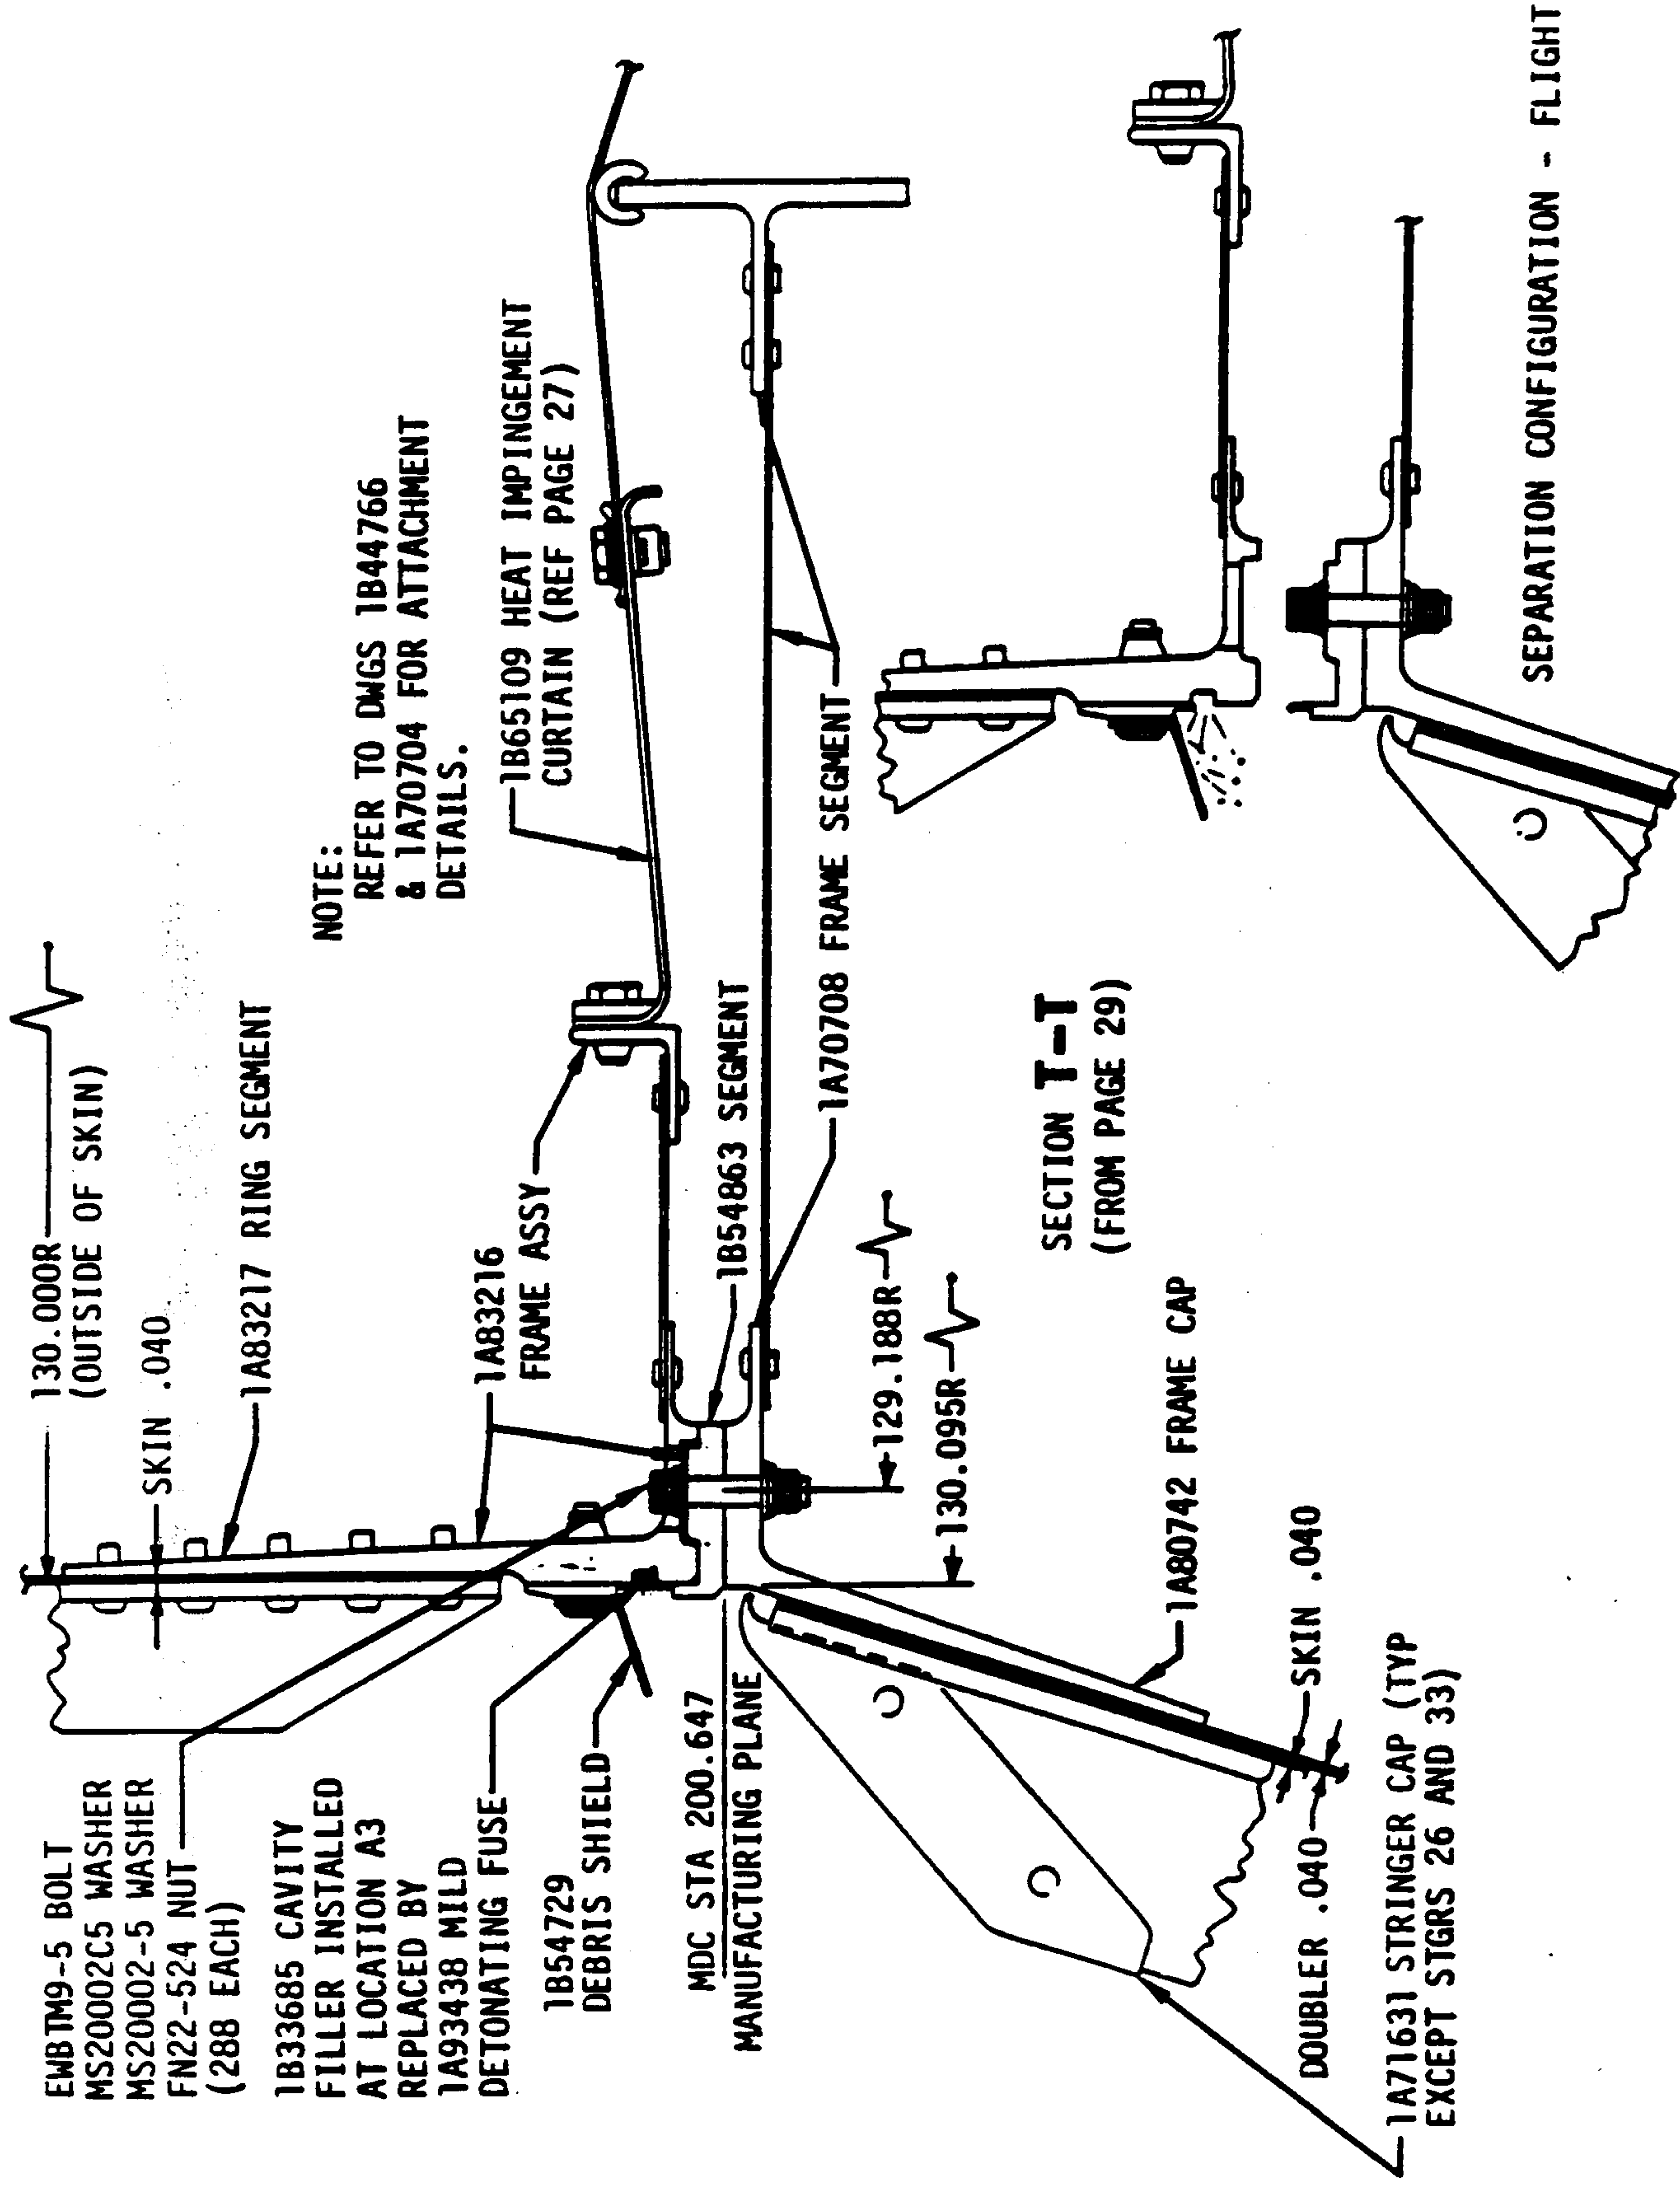 130.000R
(OUTSIDE OF SKIN)
SKIN .040
1A83217 RING SEGMENT
NOTE:
REFER TO DWGS 1B44766
& 1A70704 FOR ATTACHMENT
DETAILS.
1B65109 HEAT IMPINGEMENT
CURTAIN (REF PAGE 27)
EWBTM9-5 BOLT
MS20002C5 WASHER
MS20002-5 WASHER
FN22-524 NUT
(288 EACH)
1A83216
FRAME ASSY
1B33685 CAVITY
FILLER INSTALLED
AT LOCATION A3
REPLACED BY
1A93438 MILD
DETONATING FUSE
1B54729
DEBRIS SHIELD
1B54863 SEGMENT
1A70708 FRAME SEGMENT
MDC STA 200.647
MANUFACTURING PLANE
129.188R
130.095R
SECTION T-T
(FROM PAGE 29)
1A80742 FRAME CAP
SKIN .040
DOUBLER .040
1A71631 STRINGER CAP (TYP
EXCEPT STGRS 26 AND 33)
SEPARATION CONFIGURATION - FLIGHT